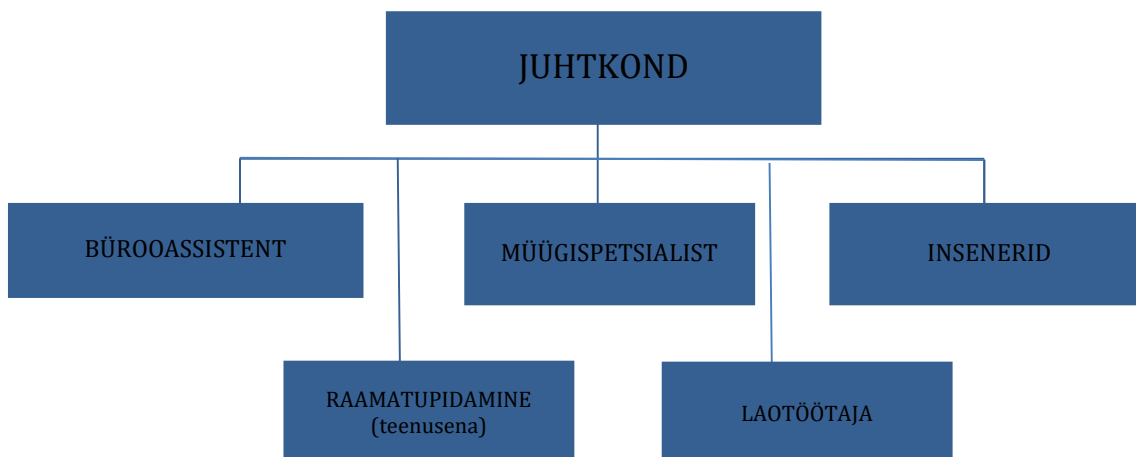 JUHTKOND
BÜROOASSISTENT
MÜÜGISPETSIALIST
INSENERID
RAAMATUPIDAMINE
(teenusena)
LAOTÖÖTAJA